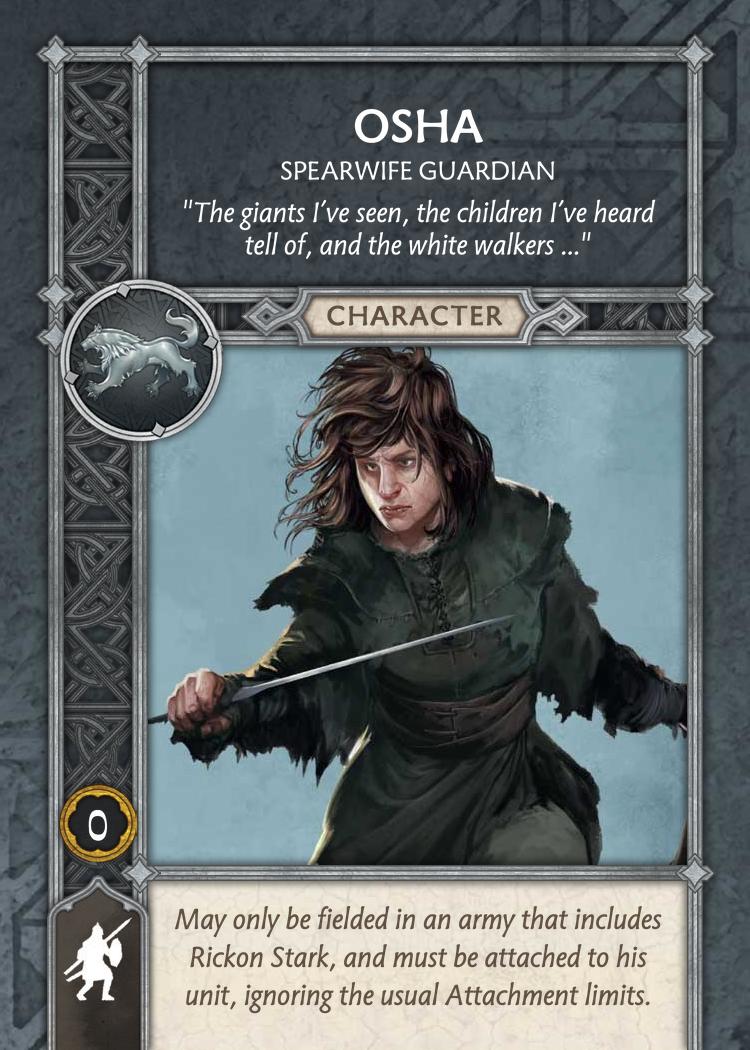 OSHA
SPEARWIFE GUARDIAN
"The giants I've seen, the children I've heard
tell of, and the white walkers ..."
CHARACTER
0
May only be fielded in an army that includes
Rickon Stark, and must be attached to his
unit, ignoring the usual Attachment limits.